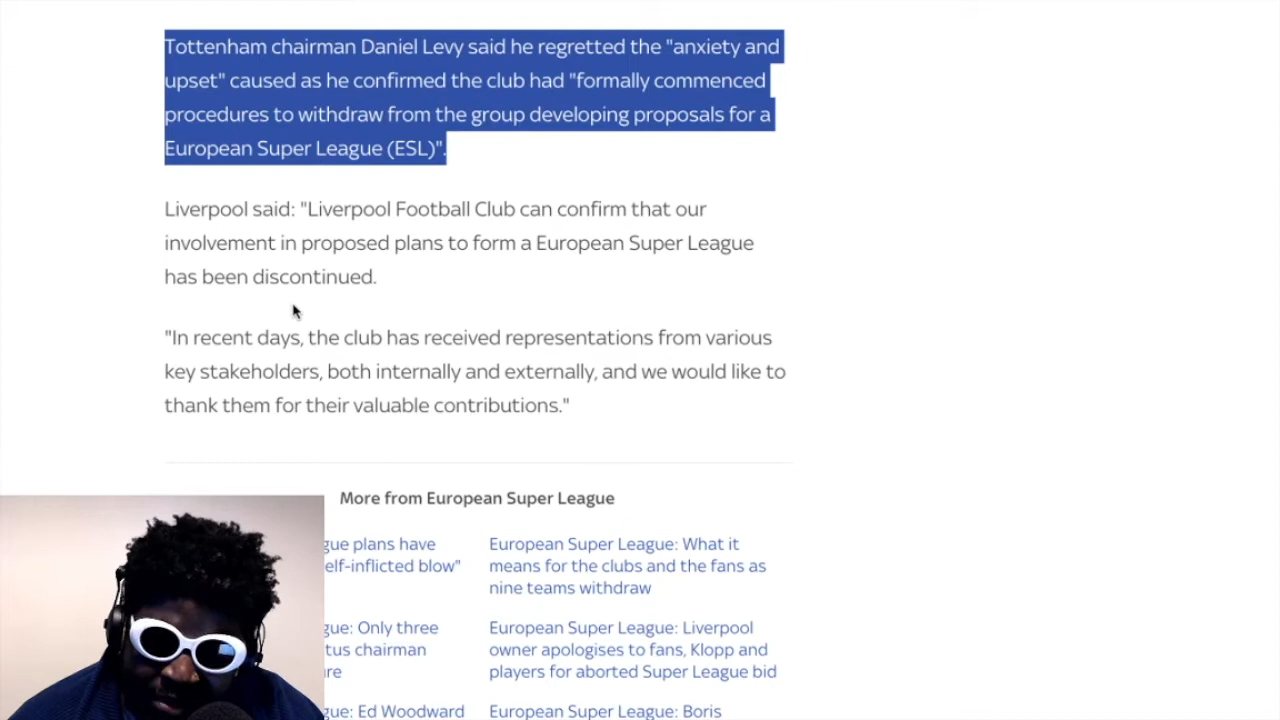 Tottenham chairman Daniel Levy said he regretted the "anxiety and
upset" caused as he confirmed the club had "formally commenced
procedures to withdraw from the group developing proposals for a
European Super League (ESL)".
Liverpool said: "Liverpool Football Club can confirm that our
involvement in proposed plans to form a European Super League
has been discontinued.
"In recent days, the club has received representations from various
key stakeholders, both internally and externally, and we would like to
thank them for their valuable contributions."
More from European Super League
gue plans have
elf-inflicted blow"
gue: Only three
tus chairman
re
gue: Ed Woodward
European Super League: What it
means for the clubs and the fans as
nine teams withdraw
European Super League: Liverpool
owner apologises to fans, Klopp and
players for aborted Super League bid
European Super League: Boris